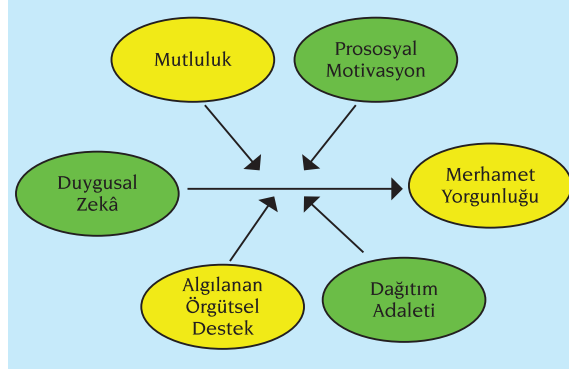 Mutluluk
Prososyal
Motivasyon
Duygusal
Zekâ
Merhamet
Yorgunluğu
Algılanan
Örgütsel
Destek
Dağıtım
Adaleti